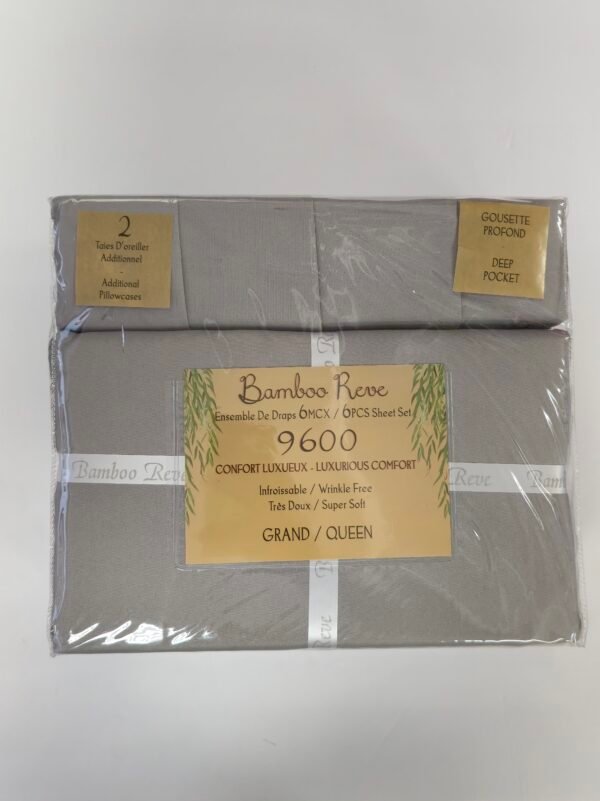 2
Taies D'oreiller
Additionnel
-
Additional
Pillowcases
GOUSETTE
PROFOND
-
DEEP
POCKET
Bamboo Reve
Ensemble De Draps 6MCX / 6PCS Sheet Set
9600
CONFORT LUXUEUX - LUXURIOUS COMFORT
Infroissable / Wrinkle Free
Très Doux / Super Soft
GRAND / QUEEN
Bamboo Reve
Reve
Bam
Reve